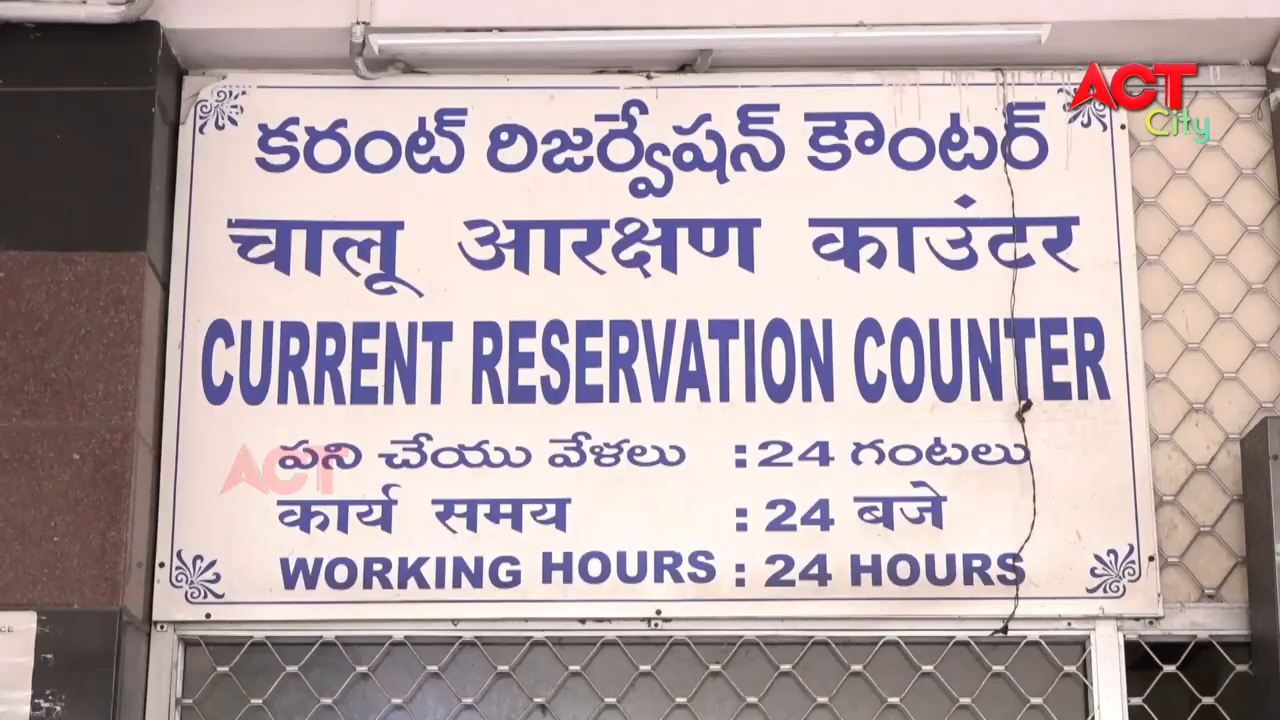 ACT
City
కరంట్ రిజర్వేషన్ కౌంటర్
चालू आरक्षण काउंटर
CURRENT RESERVATION COUNTER
ACT
పని చేయు వేళలు : 24 గంటలు
कार्य समय : 24 बजे
WORKING HOURS : 24 HOURS